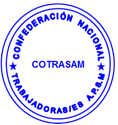 CONFEDERACIÓN NACIONAL
COTRASAM
TRABAJADORAS/ES A.P.&.M